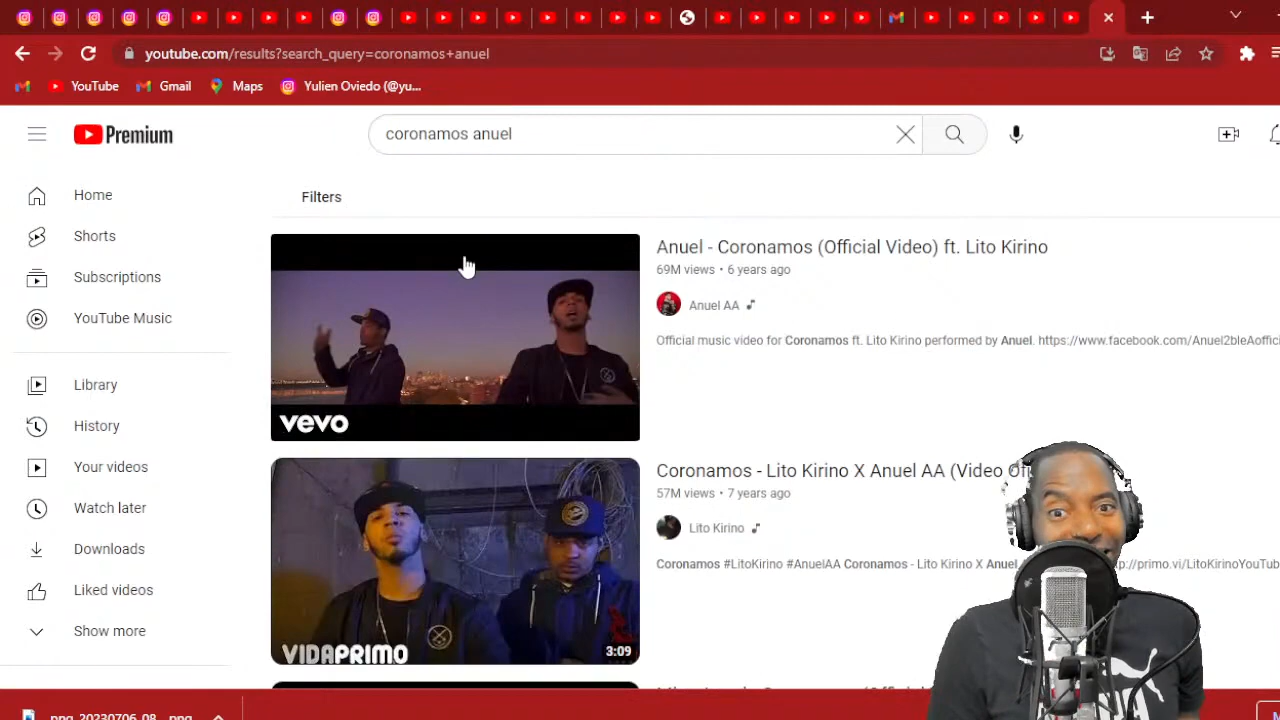 youtube.com/results?search_query=coronamos+anuel
YouTube Gmail Maps Yulien Oviedo (@yu...
Premium
coronamos anuel
Home
Shorts
Subscriptions
YouTube Music
Library
History
Your videos
Watch later
Downloads
Liked videos
Show more
Filters
vevo
Anuel - Coronamos (Official Video) ft. Lito Kirino
69M views • 6 years ago
Anuel AA
Official music video for Coronamos ft. Lito Kirino performed by Anuel. https://www.facebook.com/Anuel2bleAoffici
VIDAPRIMO
3:09
Coronamos - Lito Kirino X Anuel AA (Video
57M views • 7 years ago
Lito Kirino
Coronamos #LitoKirino #AnuelAA Coronamos - Lito Kirino X Anuel
primo.vi/LitoKirinoYouTub